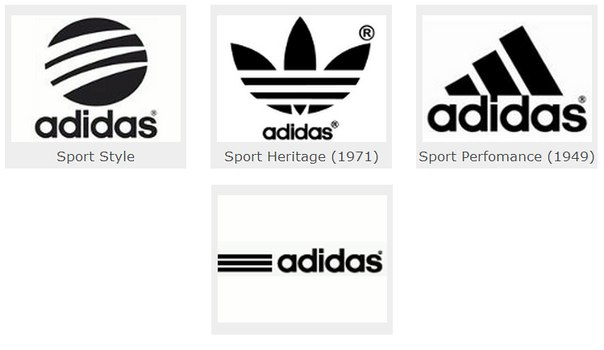 adidas®
Sport Style
®
adidas®
Sport Heritage (1971)
adidas®
Sport Perfomance (1949)
adidas®